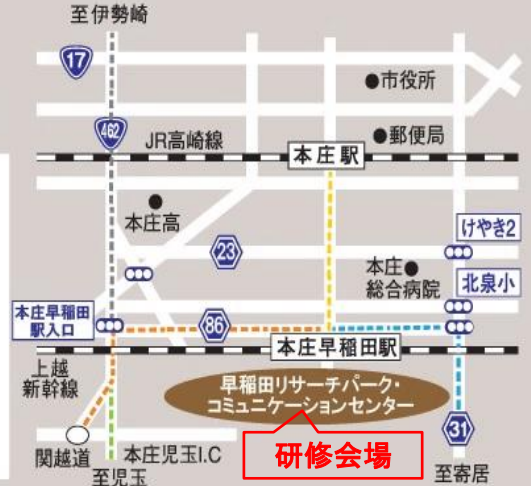 至伊勢崎
17
●市役所
462
JR高崎線
●郵便局
本庄駅
本庄高
23
けやき2
本庄●
総合病院
北泉小
本庄早稲田
駅入口
86
本庄早稲田駅
上越
新幹線
早稲田リサーチパーク・
コミュニケーションセンター
31
関越道
本庄児玉I.C
研修会場
至児玉
至寄居